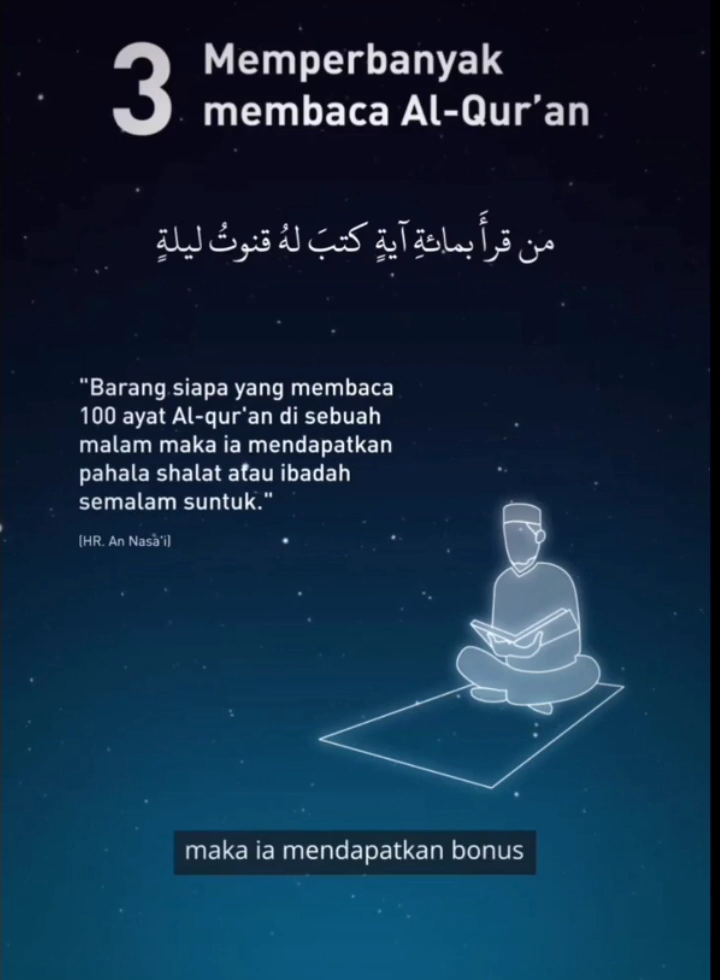 3 Memperbanyak
membaca Al-Qur’an
من قرأَ بمائةِ آيةٍ كتبَ لهُ قنوتُ ليلةٍ
"Barang siapa yang membaca
100 ayat Al-qur'an di sebuah
malam maka ia mendapatkan
pahala shalat atau ibadah
semalam suntuk."
(HR. An Nasa'i)
maka ia mendapatkan bonus